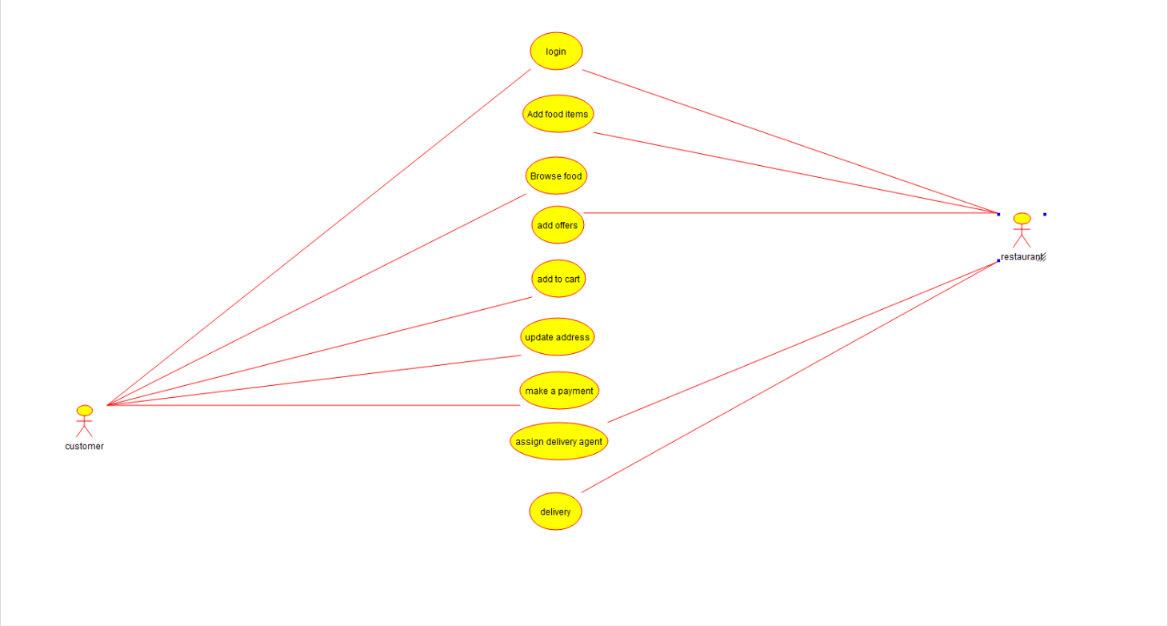 login
Add food items
Browse food
add offers
add to cart
update address
make a payment
assign delivery agent
delivery
customer
restaurant